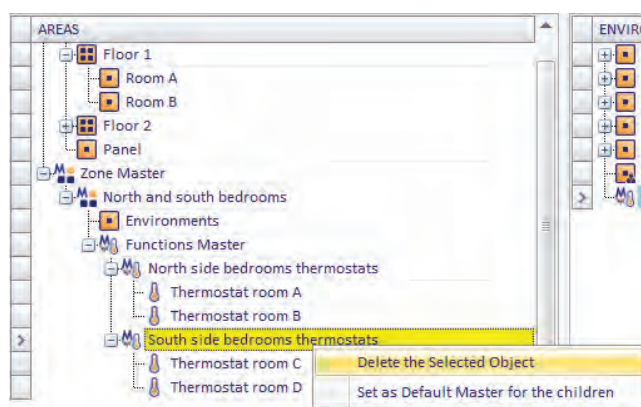 AREAS
Floor 1
Room A
Room B
Floor 2
Panel
Zone Master
North and south bedrooms
Environments
Functions Master
North side bedrooms thermostats
Thermostat room A
Thermostat room B
South side bedrooms thermostats
Thermostat room C
Thermostat room D
Delete the Selected Object
Set as Default Master for the children